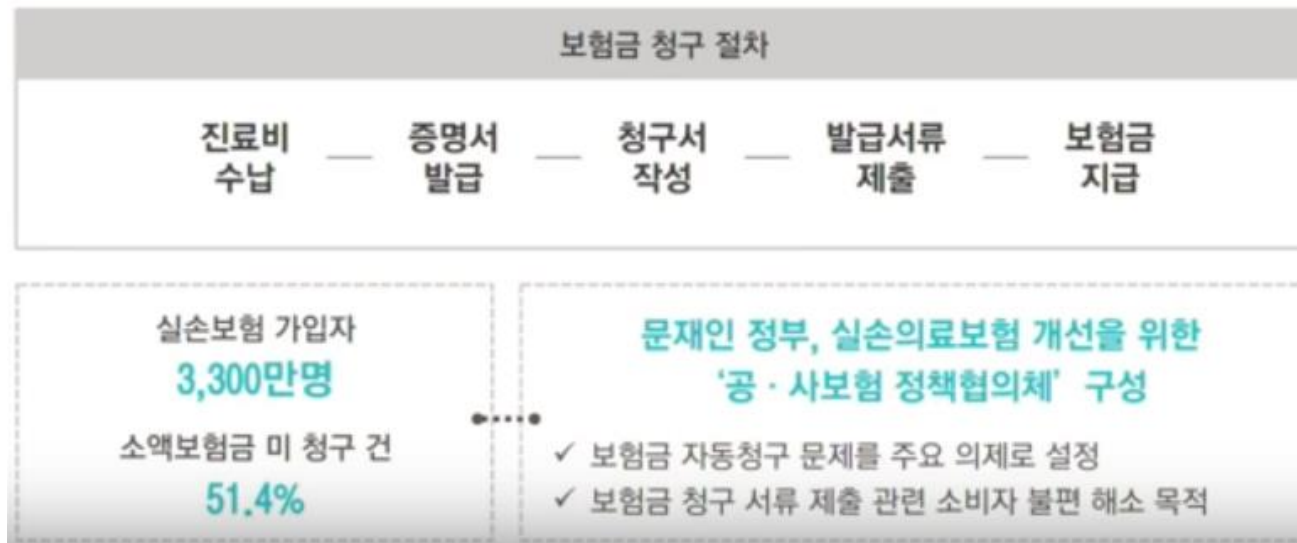 보험금 청구 절차
진료비 수납
증명서 발급
청구서 작성
발급서류 제출
보험금 지급
실손보험 가입자
3,300만명
소액보험금 미 청구 건
51.4%
문재인 정부, 실손의료보험 개선을 위한
‘공 · 사보험 정책협의체’ 구성
✓ 보험금 자동청구 문제를 주요 의제로 설정
✓ 보험금 청구 서류 제출 관련 소비자 불편 해소 목적